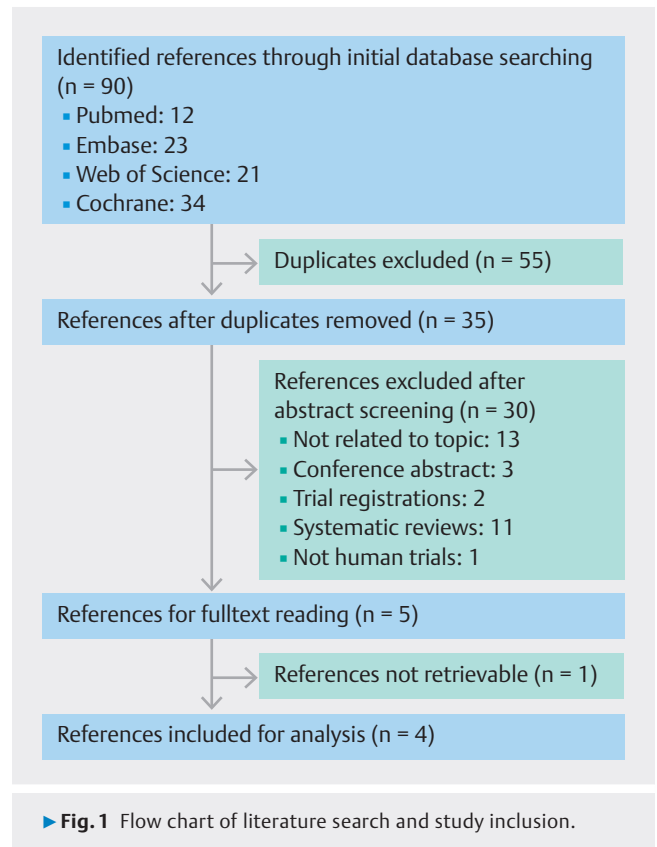 Identified references through initial database searching
(n = 90)
▪ Pubmed: 12
▪ Embase: 23
▪ Web of Science: 21
▪ Cochrane: 34
Duplicates excluded (n = 55)
References after duplicates removed (n = 35)
References excluded after
abstract screening (n = 30)
▪ Not related to topic: 13
▪ Conference abstract: 3
▪ Trial registrations: 2
▪ Systematic reviews: 11
▪ Not human trials: 1
References for fulltext reading (n = 5)
References not retrievable (n = 1)
References included for analysis (n = 4)
▶ Fig. 1 Flow chart of literature search and study inclusion.